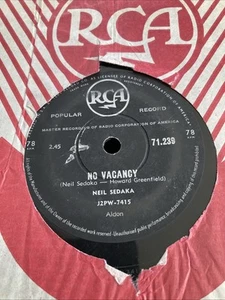 RCA
RCA
POPULAR RECORD
MASTER RECORDING OF RADIO CORPORATION OF AMERICA
78 2.45 71.239 78
NO VACANCY
(Neil Sedaka — Howard Greenfield)
NEIL SEDAKA
J2PW-7415
Aldon